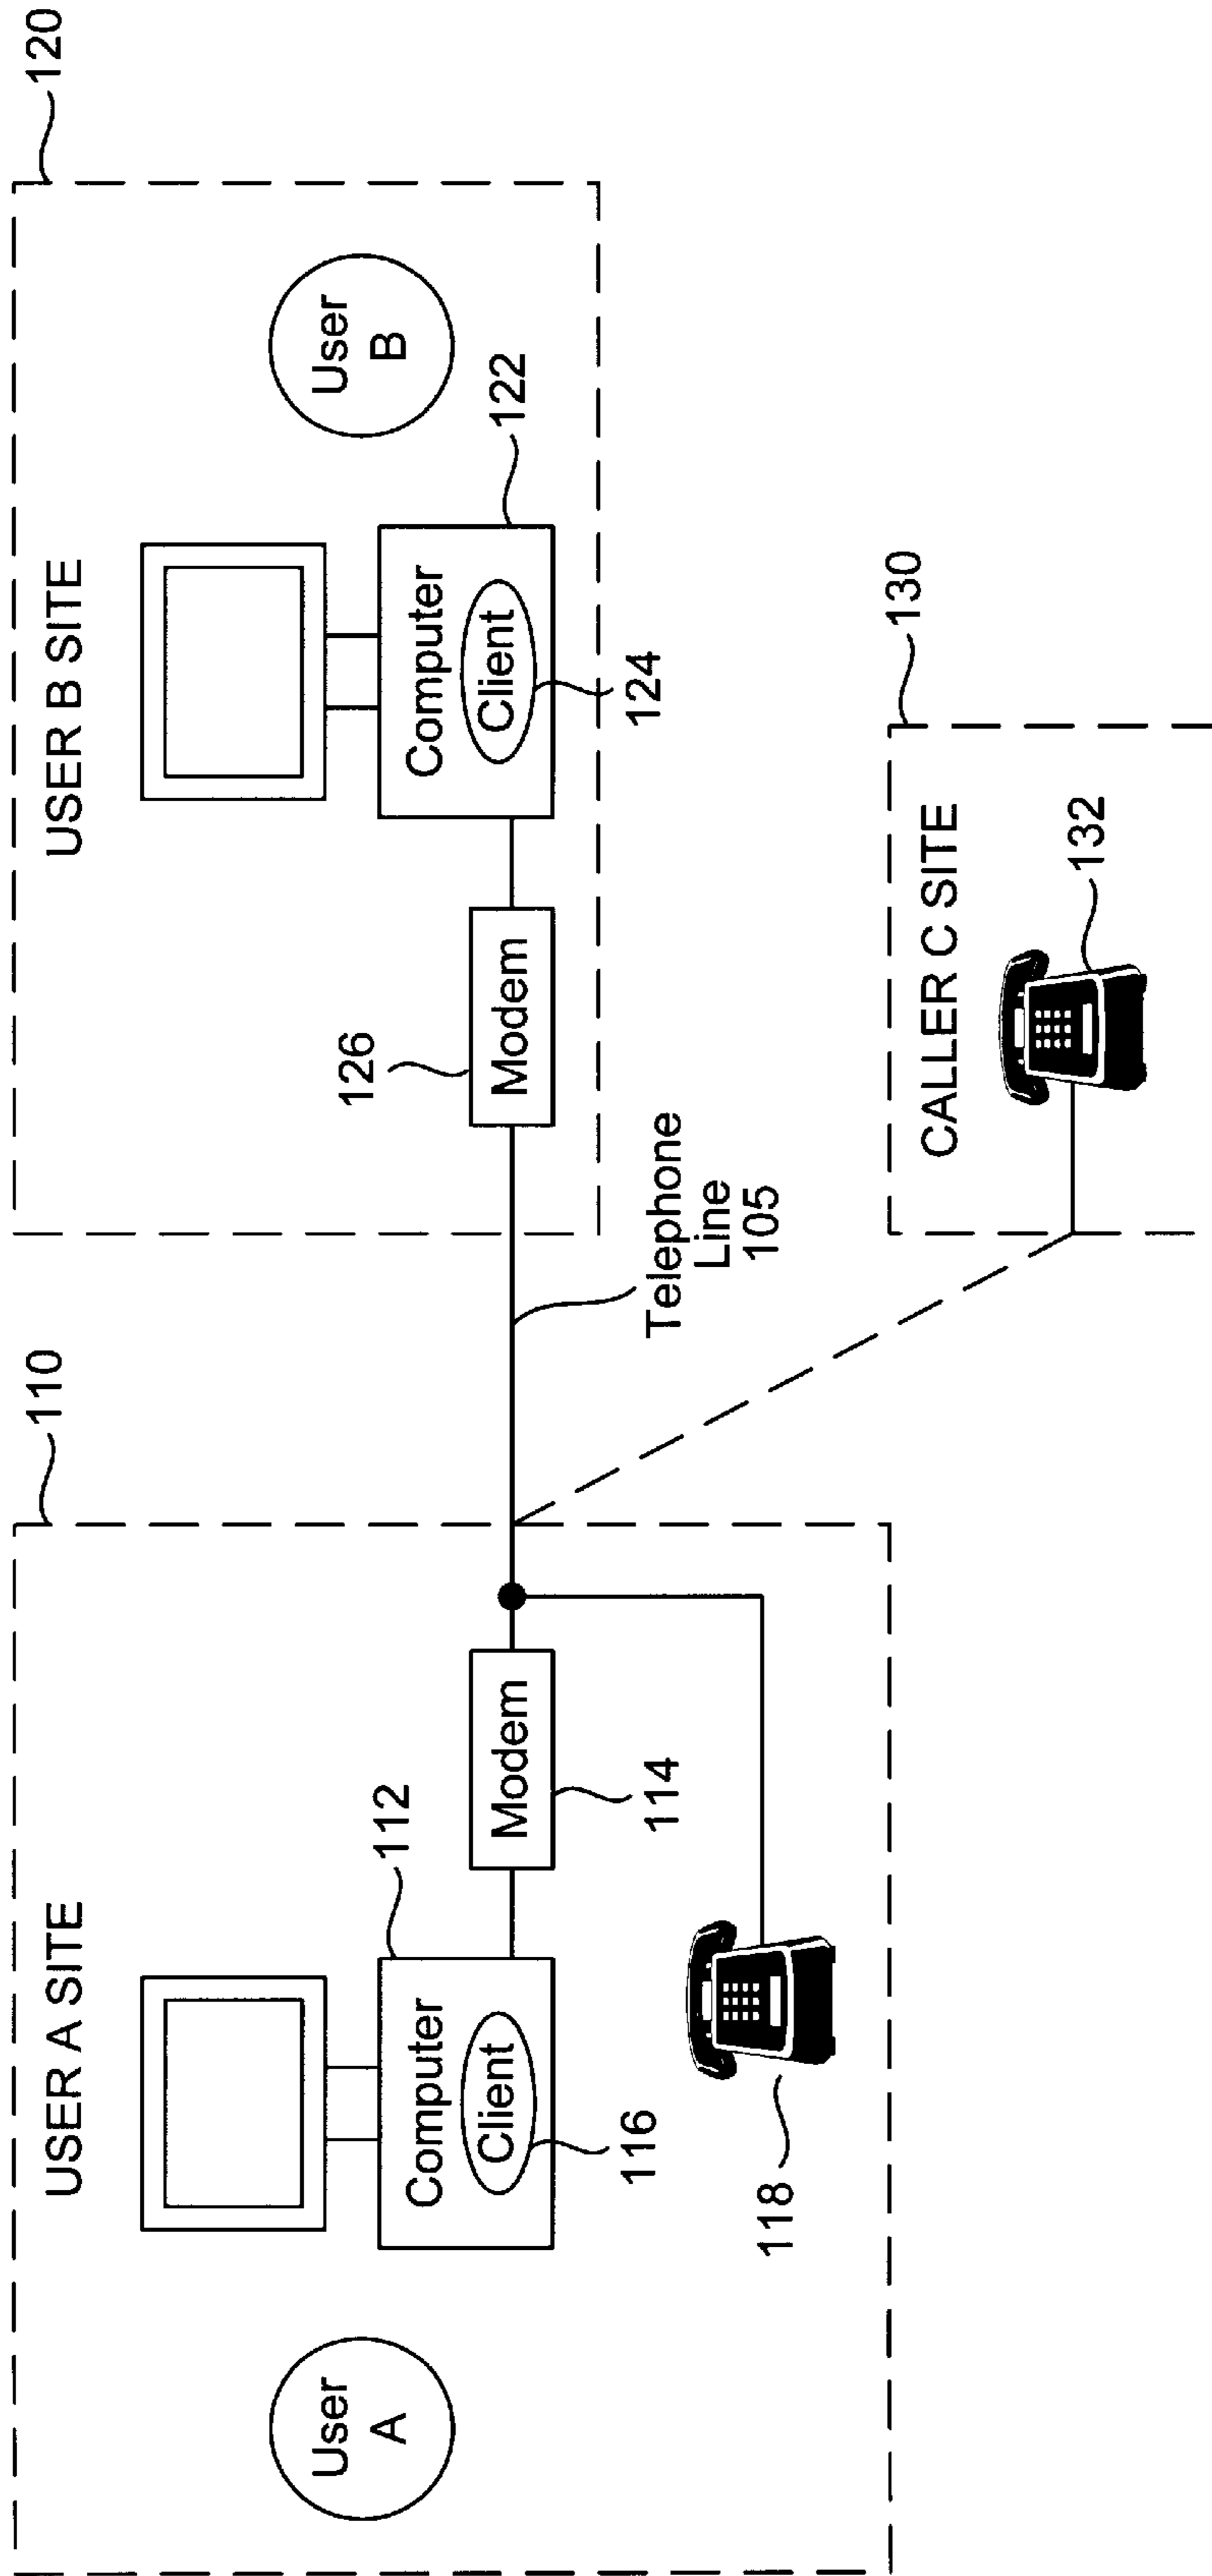 110
120
USER A SITE
USER B SITE
User
A
112
Computer
Client
116
Modem
114
118
Telephone
Line
105
126
Modem
Computer
Client
124
122
User
B
130
CALLER C SITE
132